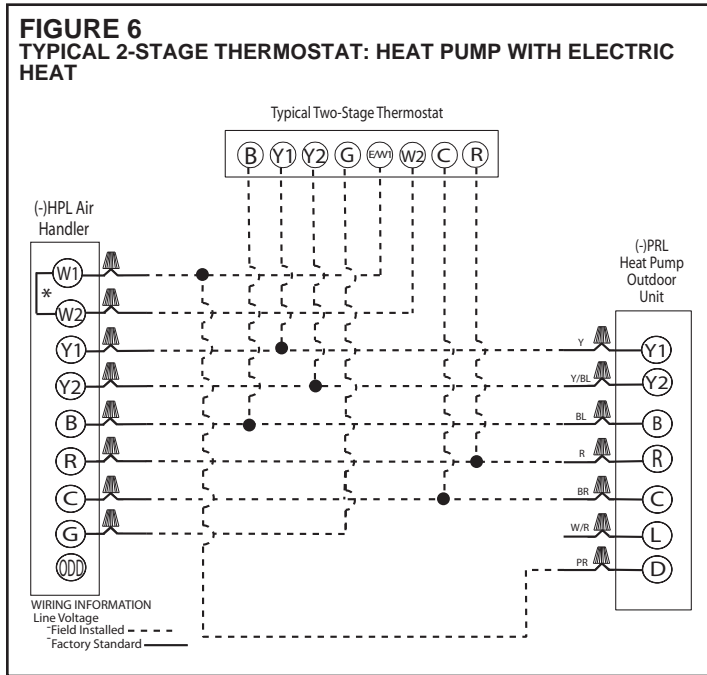 FIGURE 6
TYPICAL 2-STAGE THERMOSTAT: HEAT PUMP WITH ELECTRIC
HEAT
Typical Two-Stage Thermostat
B Y1 Y2 G E/W1 W2 C R
(-)HPL Air
Handler
W1
*
W2
Y1
Y2
B
R
C
G
ODD
(-)PRL
Heat Pump
Outdoor
Unit
Y Y1
Y/BL Y2
BL B
R R
BR C
W/R L
PR D
WIRING INFORMATION
Line Voltage
-Field Installed
-Factory Standard